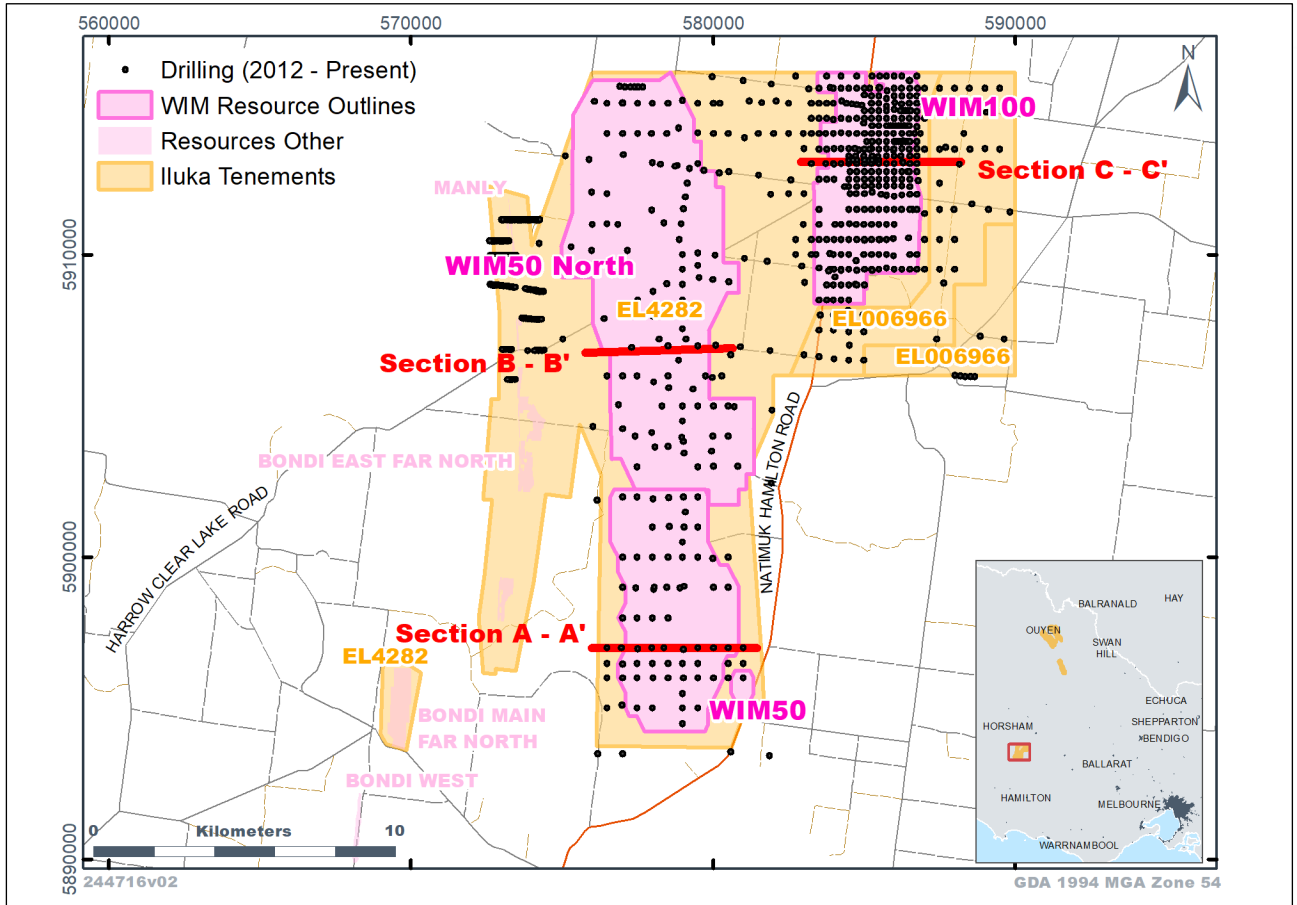 560000
570000
580000
590000
Drilling (2012 - Present)
WIM Resource Outlines
Resources Other
Iluka Tenements
N
WIM100
Section C - C'
MANLY
5910000
WIM50 North
EL4282
EL006966
EL006966
Section B - B'
BONDI EAST FAR NORTH
NATIMUK HAMILTON ROAD
HARROW CLEAR LAKE ROAD
5900000
Section A - A'
EL4282
WIM50
BONDI MAIN
FAR NORTH
BONDI WEST
0 Kilometers 10
5890000
BALRANALD
HAY
OUYEN
SWAN
HILL
ECHUCA
SHEPPARTON
BENDIGO
HORSHAM
BALLARAT
HAMILTON
MELBOURNE
WARRNAMBOOL
244716v02
GDA 1994 MGA Zone 54